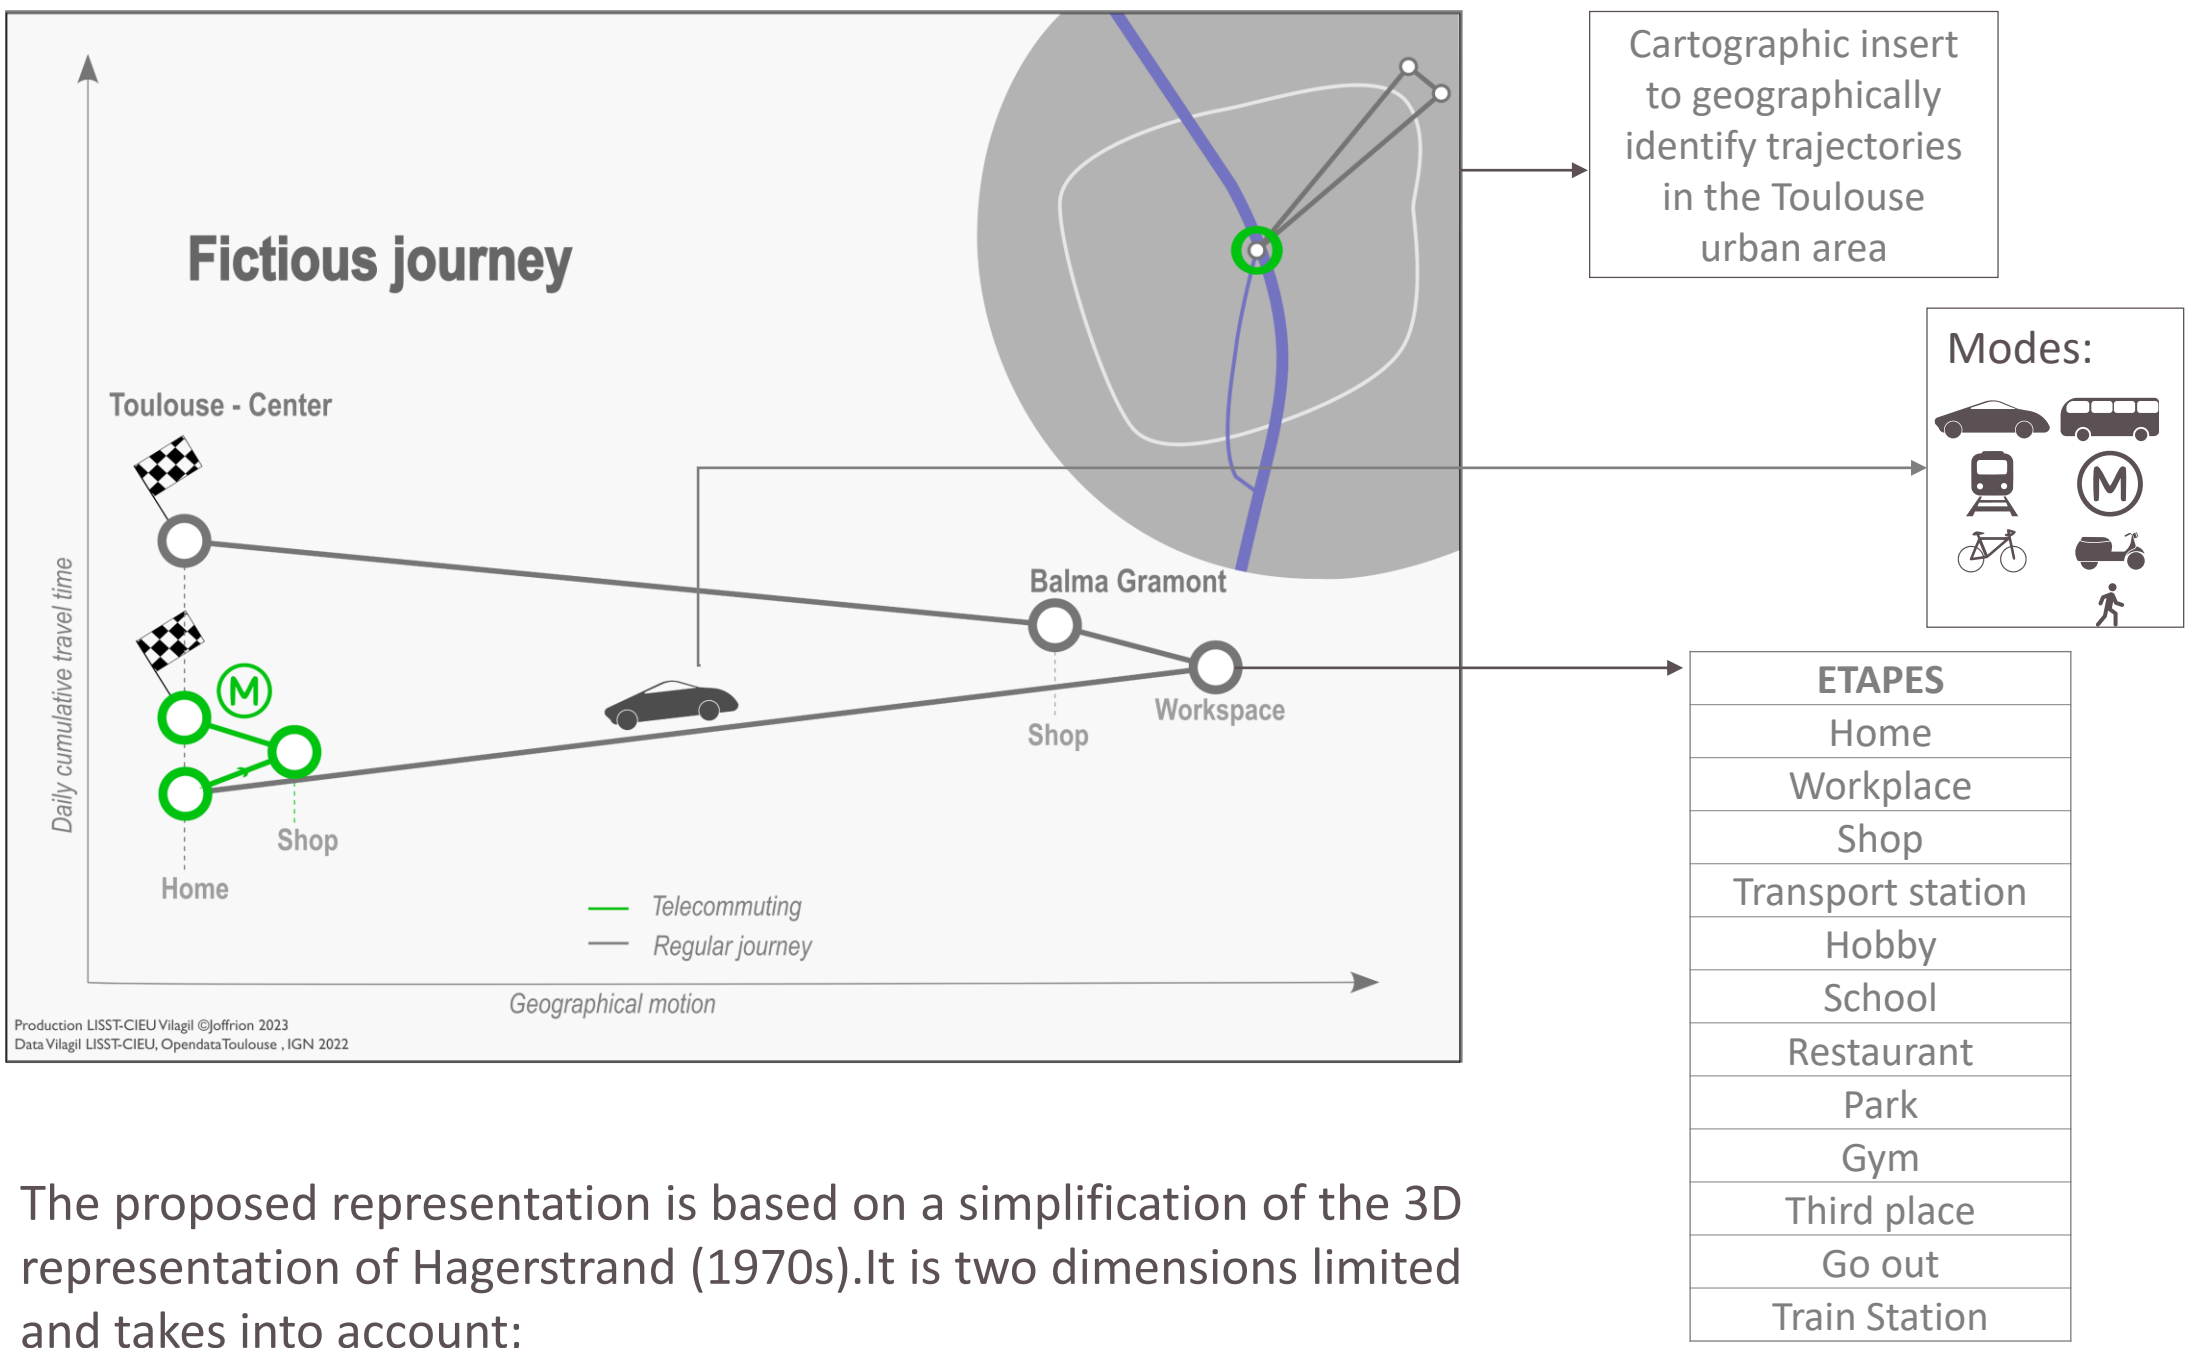 Cartographic insert
to geographically
identify trajectories
in the Toulouse
urban area
Fictious journey
Modes:
M
Toulouse - Center
Daily cumulative travel time
Balma Gramont
Workspace
Shop
M
Shop
Home
Telecommuting
Regular journey
Geographical motion
Production LISST-CIEU Vilagil ©Joffrion 2023
Data Vilagil LISST-CIEU, OpendataToulouse , IGN 2022
ETAPES
Home
Workplace
Shop
Transport station
Hobby
School
Restaurant
Park
Gym
Third place
Go out
Train Station
The proposed representation is based on a simplification of the 3D
representation of Hagerstrand (1970s).It is two dimensions limited
and takes into account;